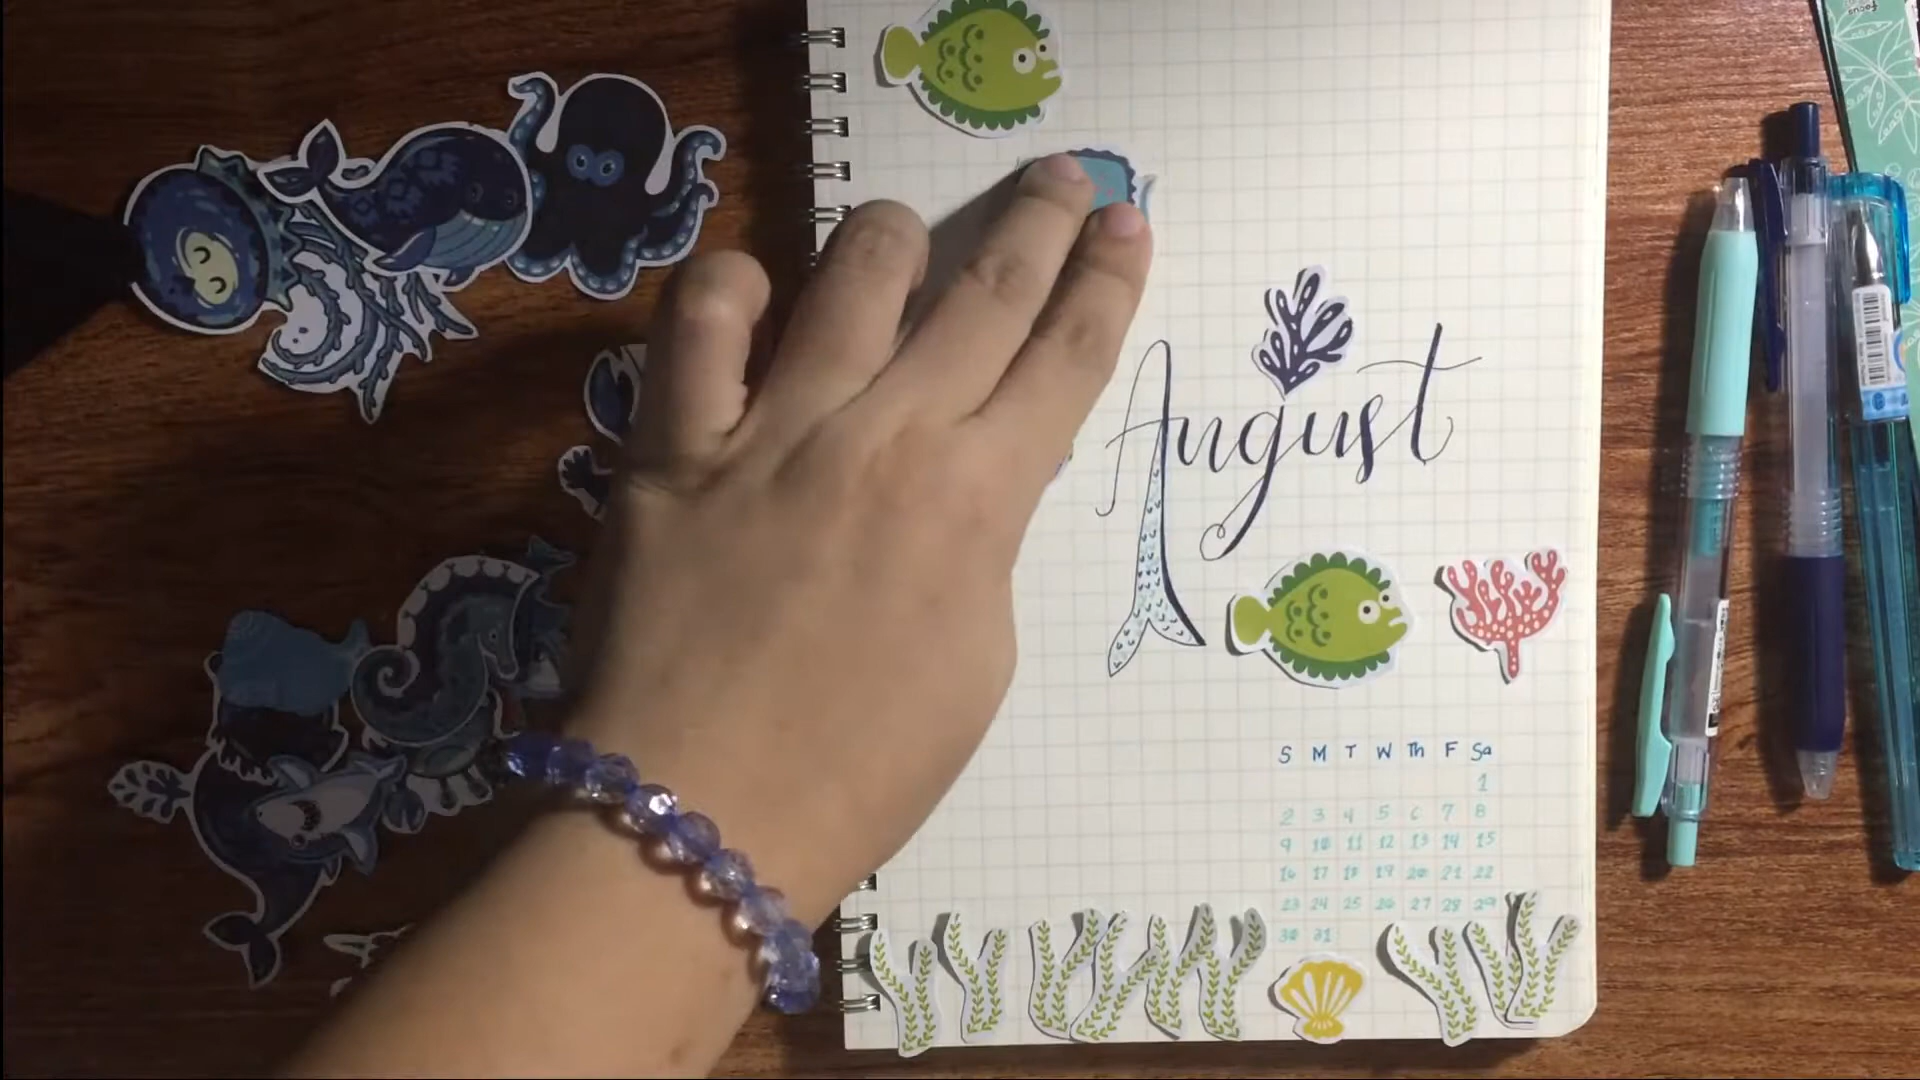 August
S M T W Th F Sa
1
2 3 4 5 6 7 8
9 10 11 12 13 14 15
16 17 18 19 20 21 22
23 24 25 26 27 28 29
30 31
focus